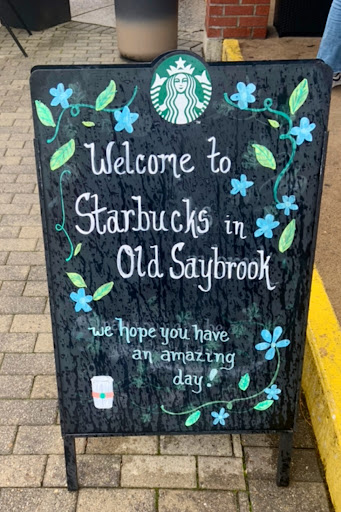 Welcome to
Starbucks in
Old Saybrook
we hope you have
an amazing
day!